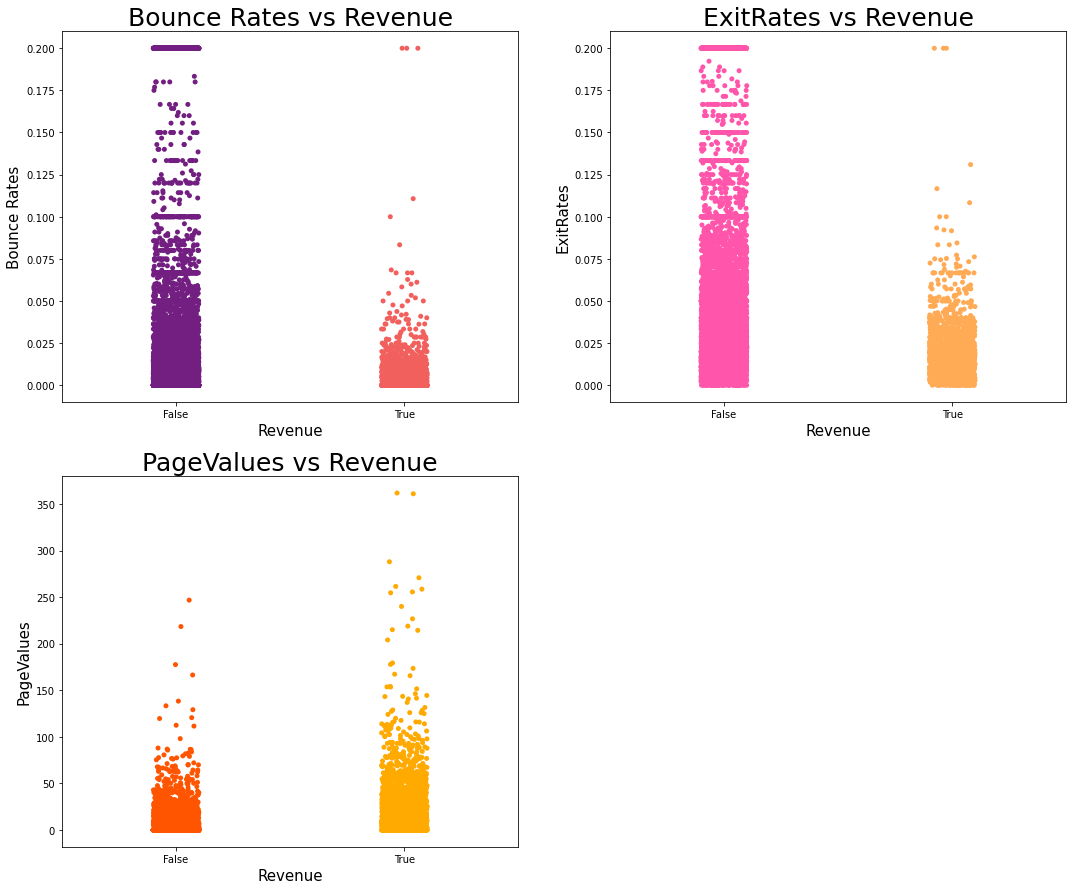 Bounce Rates vs Revenue
0.200
0.175
0.150
0.125
0.100
0.075
0.050
0.025
0.000
Bounce Rates
False
True
Revenue
ExitRates vs Revenue
0.200
0.175
0.150
0.125
0.100
0.075
0.050
0.025
0.000
ExitRates
False
True
Revenue
PageValues vs Revenue
350
300
250
200
150
100
50
0
PageValues
False
True
Revenue